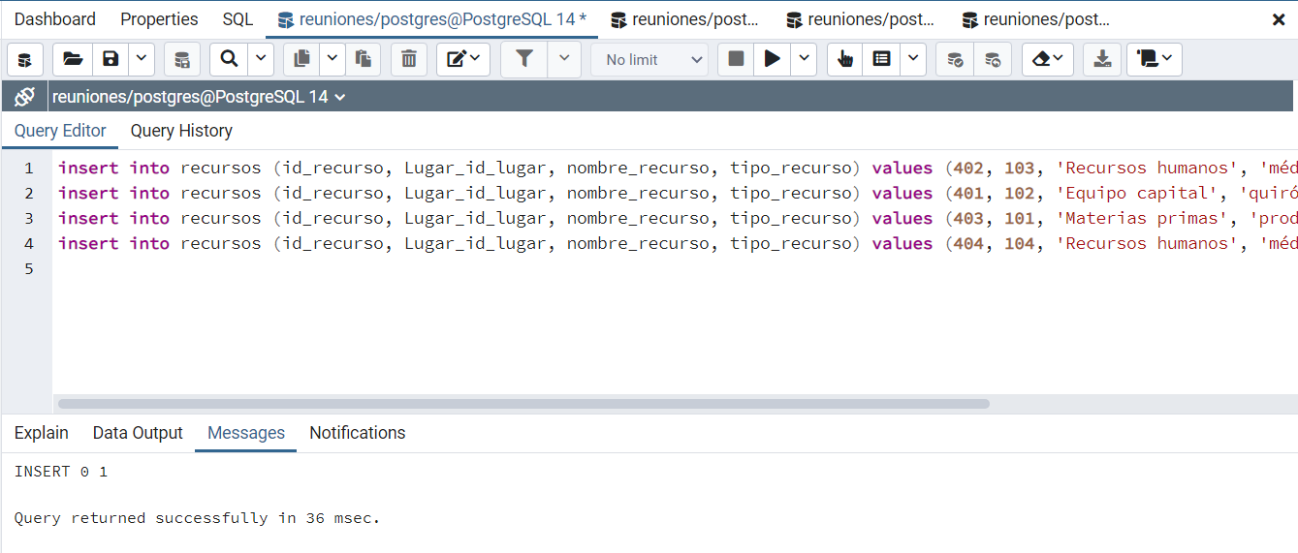 Dashboard Properties SQL reuniones/postgres@PostgreSQL 14 * reuniones/post... reuniones/post... reuniones/post...
No limit
reuniones/postgres@PostgreSQL 14
Query Editor Query History
1 insert into recursos (id_recurso, Lugar_id_lugar, nombre_recurso, tipo_recurso) values (402, 103, 'Recursos humanos', 'méd
2 insert into recursos (id_recurso, Lugar_id_lugar, nombre_recurso, tipo_recurso) values (401, 102, 'Equipo capital', 'quiró
3 insert into recursos (id_recurso, Lugar_id_lugar, nombre_recurso, tipo_recurso) values (403, 101, 'Materias primas', 'prod
4 insert into recursos (id_recurso, Lugar_id_lugar, nombre_recurso, tipo_recurso) values (404, 104, 'Recursos humanos', 'méd
5
Explain Data Output Messages Notifications
INSERT 0 1
Query returned successfully in 36 msec.